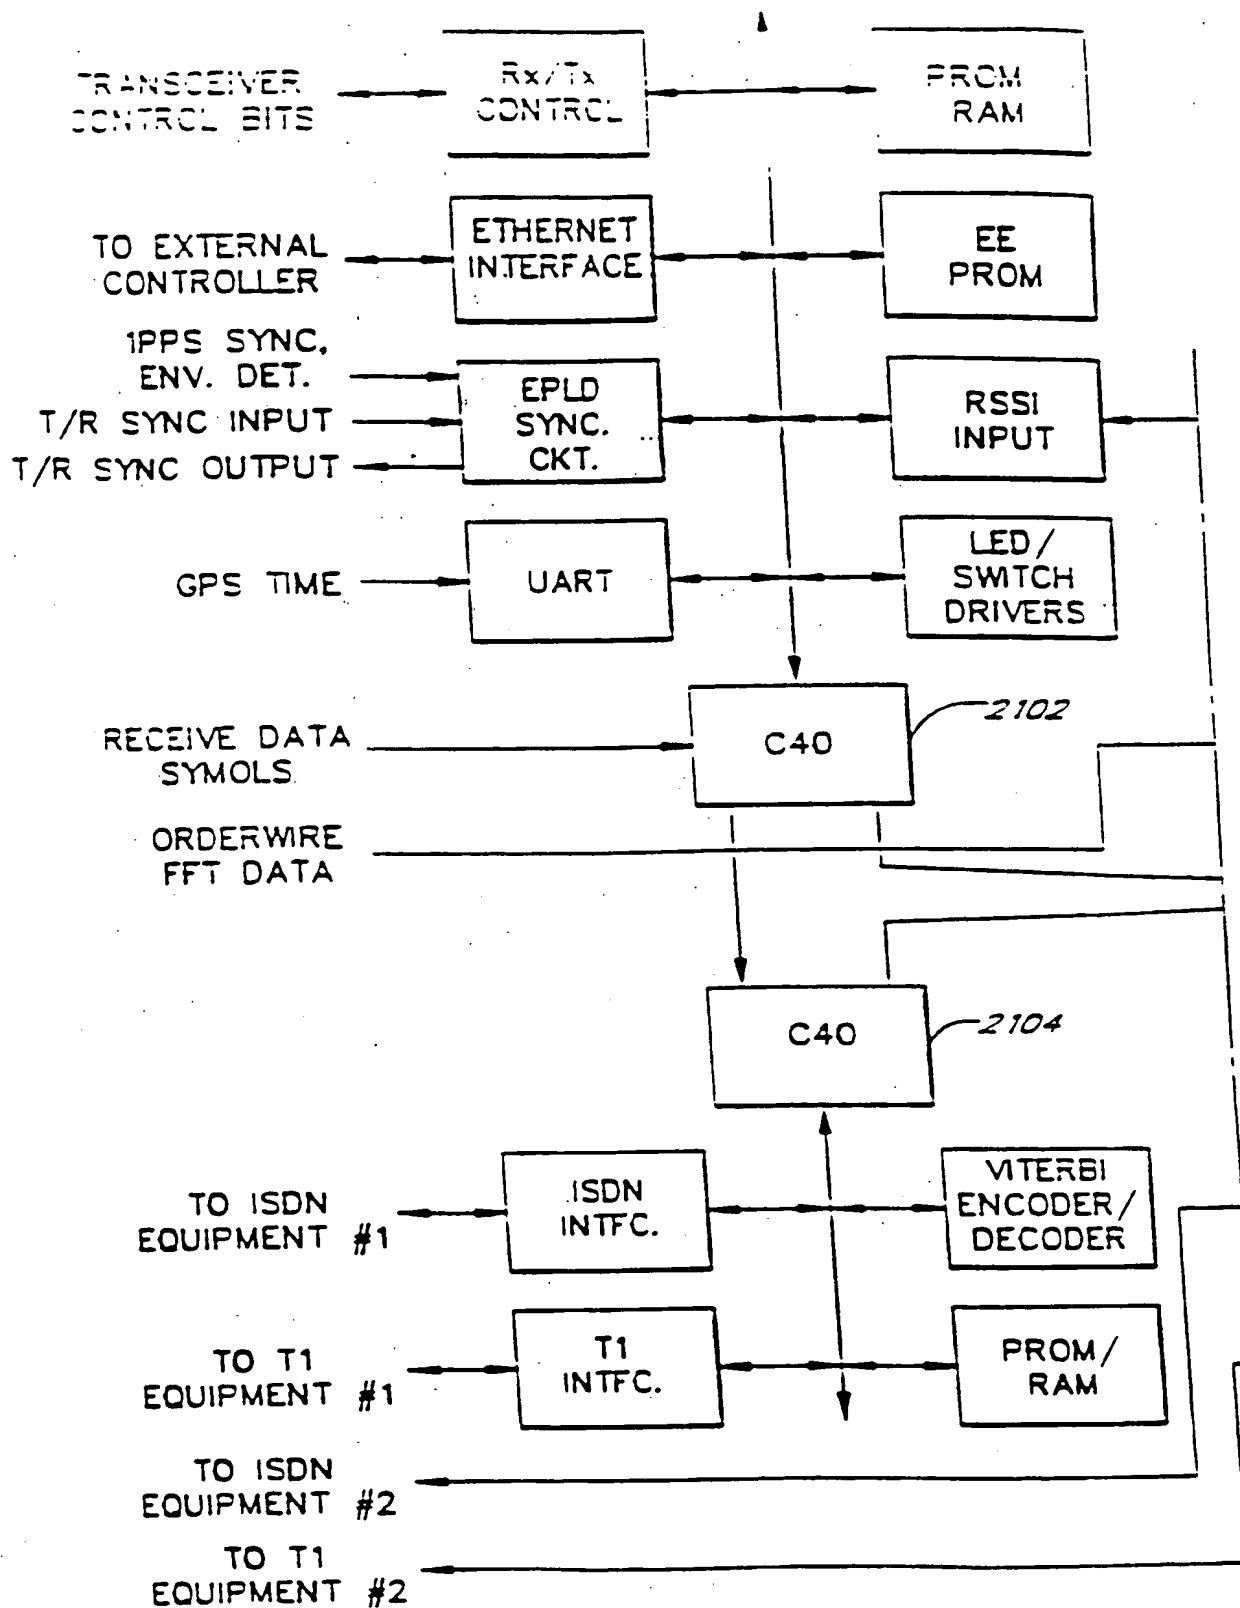 TRANSCEIVER
CONTROL BITS
Rx/Tx
CONTROL
PROM
RAM
TO EXTERNAL
CONTROLLER
ETHERNET
INTERFACE
EE
PROM
1PPS SYNC,
ENV. DET.
T/R SYNC INPUT
T/R SYNC OUTPUT
EPLD
SYNC.
CKT.
RSSI
INPUT
GPS TIME
UART
LED/
SWITCH
DRIVERS
RECEIVE DATA
SYMOLS
C40
2102
ORDERWIRE
FFT DATA
C40
2104
TO ISDN
EQUIPMENT #1
ISDN
INTFC.
VITERBI
ENCODER/
DECODER
TO T1
EQUIPMENT #1
T1
INTFC.
PROM/
RAM
TO ISDN
EQUIPMENT #2
TO T1
EQUIPMENT #2